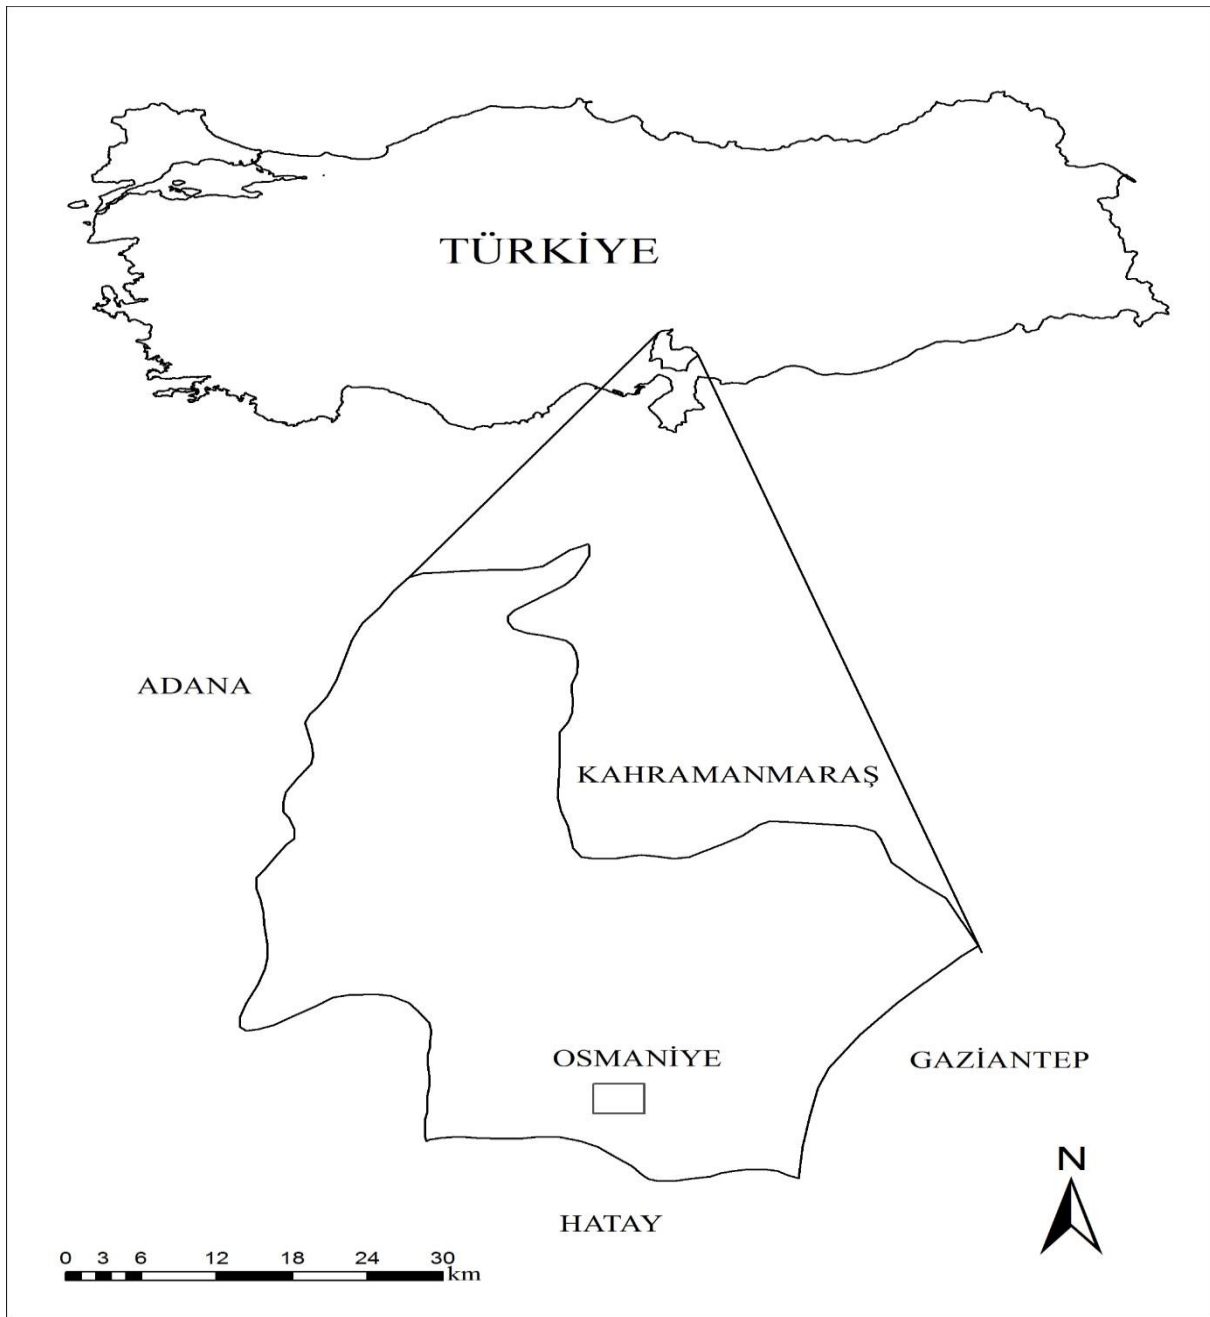 TÜRKİYE
ADANA
KAHRAMANMARAŞ
OSMANİYE
GAZİANTEP
N
HATAY
0 3 6 12 18 24 30
km